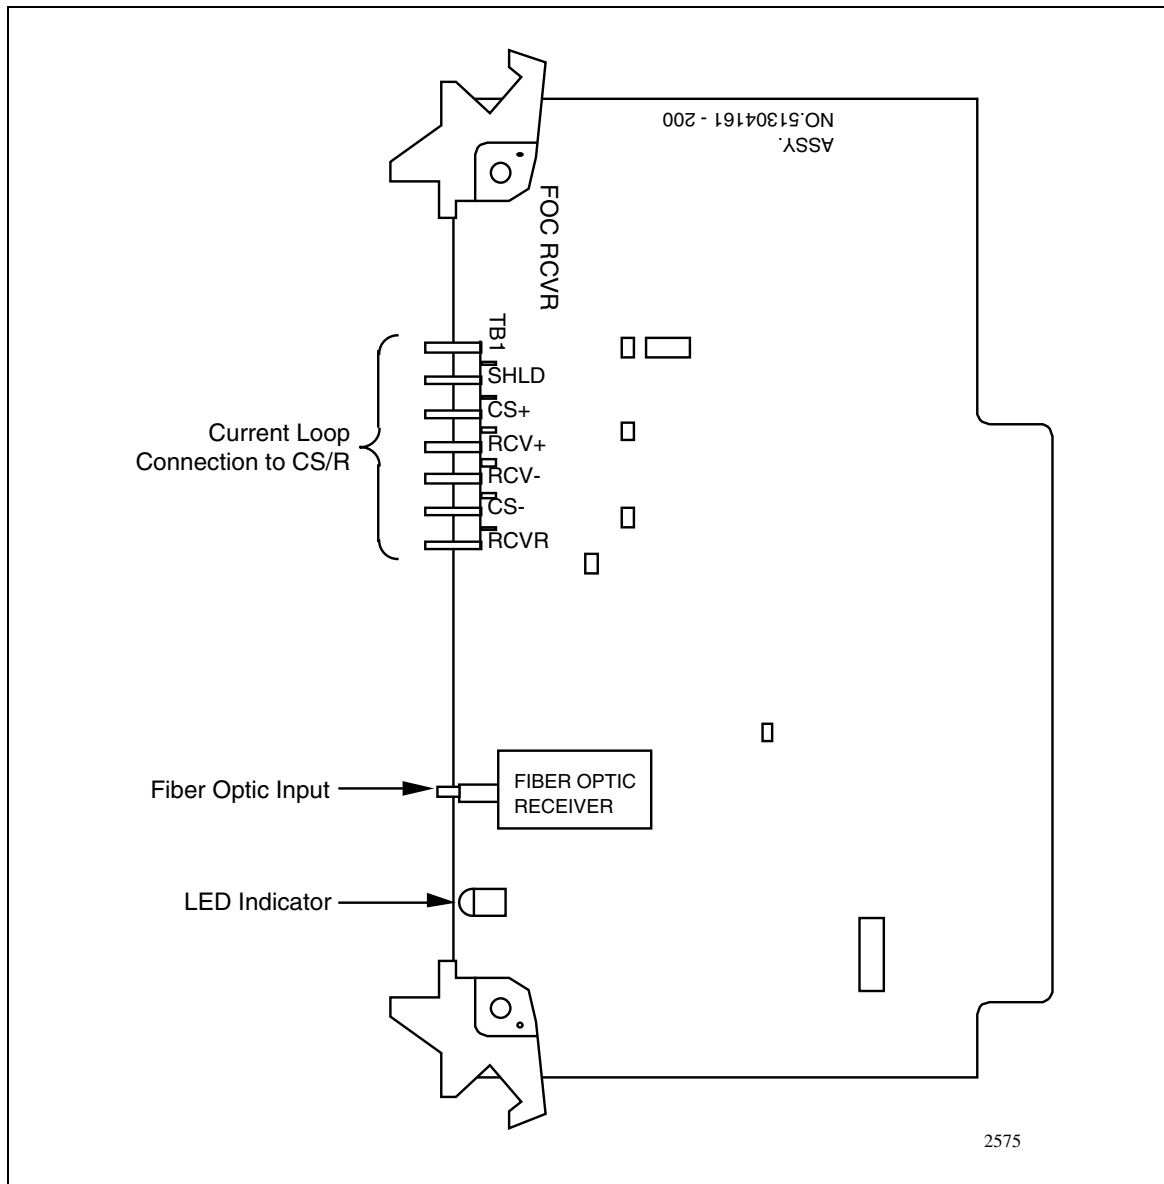 ASSY.
NO.51304161 - 200
FOC RCVR
TB1
SHLD
CS+
RCV+
RCV-
CS-
RCVR
Current Loop
Connection to CS/R
Fiber Optic Input
FIBER OPTIC
RECEIVER
LED Indicator
2575